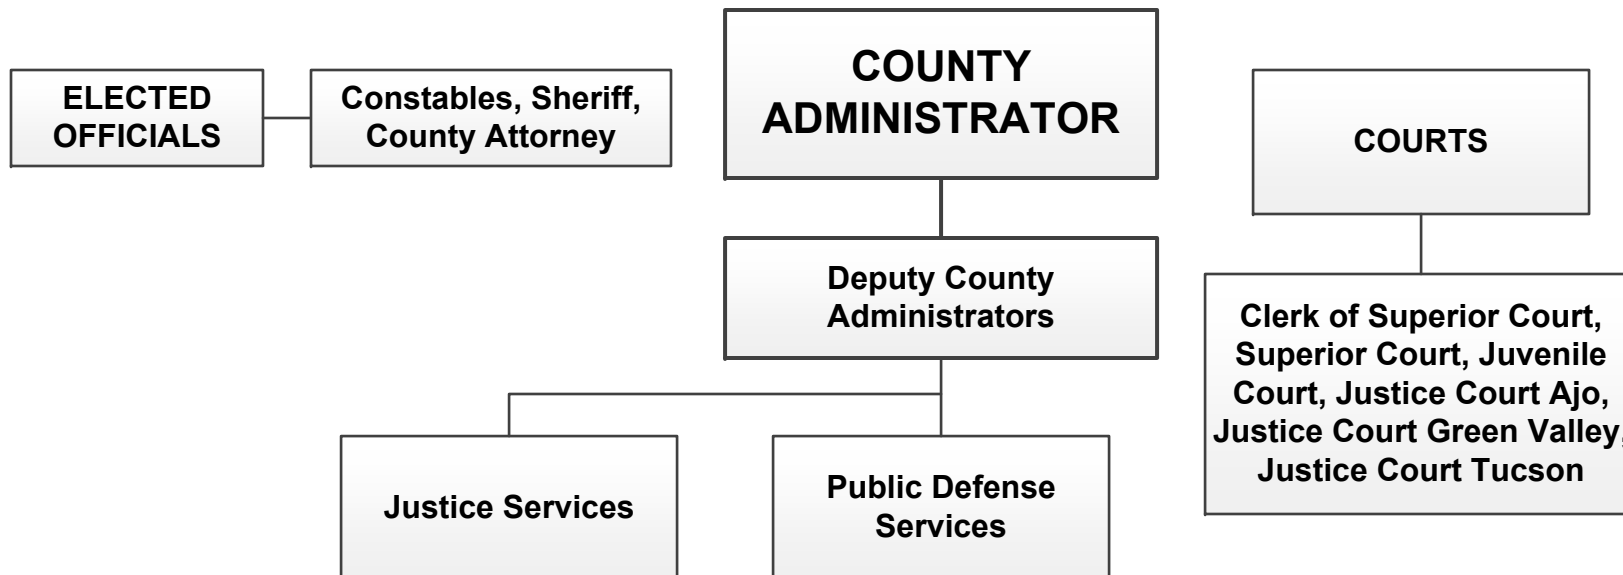 ELECTED
OFFICIALS
Constables, Sheriff,
County Attorney
COUNTY
ADMINISTRATOR
COURTS
Deputy County
Administrators
Clerk of Superior Court,
Superior Court, Juvenile
Court, Justice Court Ajo,
Justice Court Green Valley,
Justice Court Tucson
Justice Services
Public Defense
Services